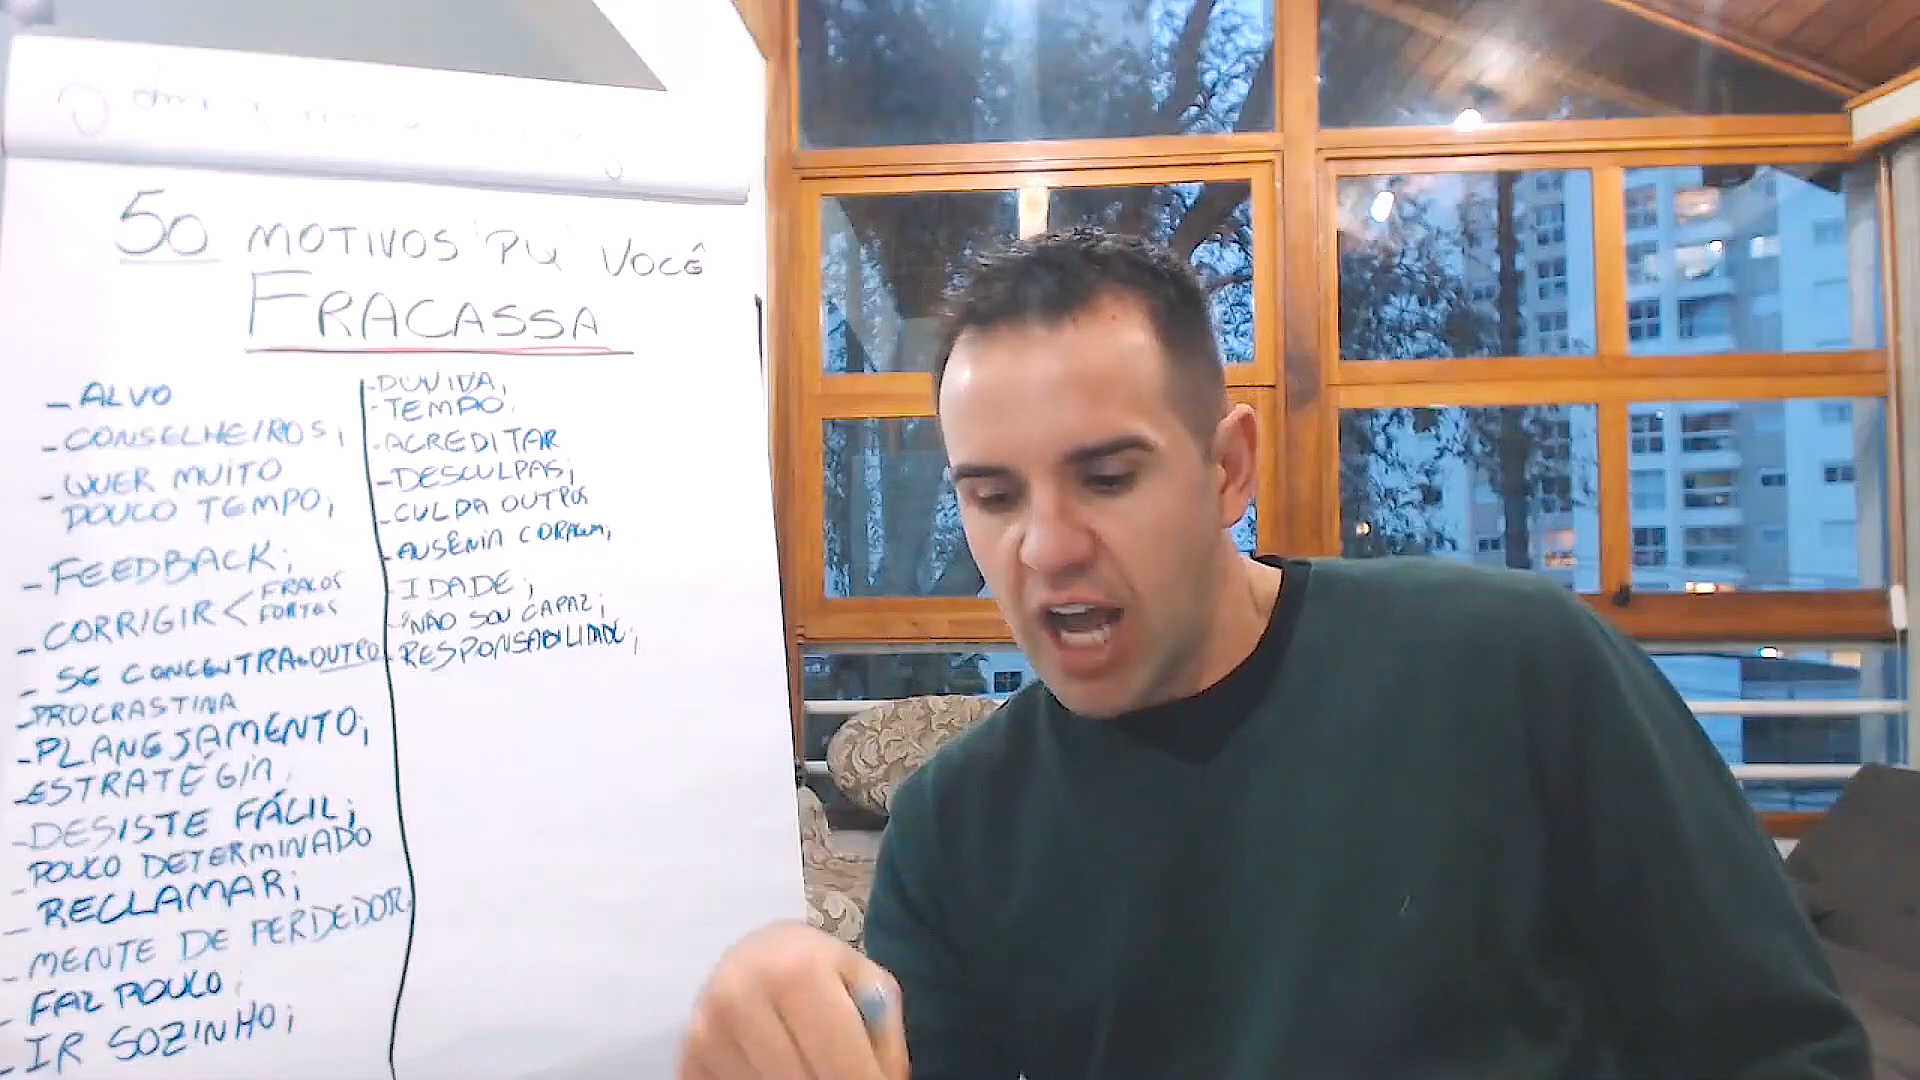 50 MOTIVOS PQ VOCÊ
FRACASSA
- ALVO
- CONSELHEIROS;
- QUER MUITO
POUCO TEMPO;
- FEEDBACK;
- CORRIGIR < FRACOS
FORTES
- SE CONCENTRA OUTRO
- PROCRASTINA
- PLANEJAMENTO;
- ESTRATÉGIA
- DESISTE FÁCIL;
- POUCO DETERMINADO
- RECLAMAR;
- MENTE DE PERDEDOR
- FAZ POUCO
- IR SOZINHO;
- DÚVIDA,
- TEMPO.
- ACREDITAR
- DESCULPAS;
- CULPA OUTROS
- AUSÊNIA CORAGEM;
- IDADE;
- "NÃO SOU CAPAZ;
- RESPONSABILIDADE;